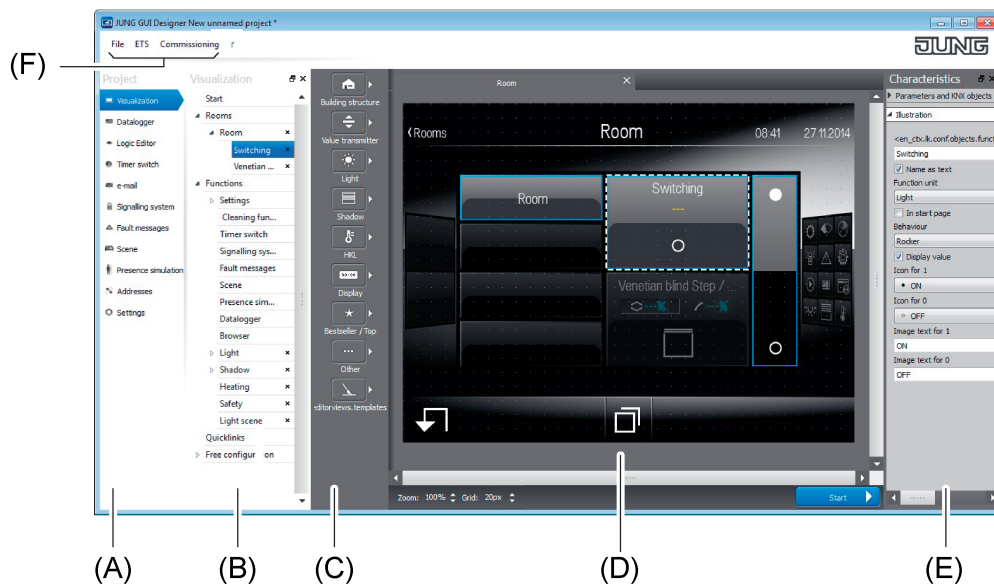 JUNG GUI Designer New unnamed project *
File ETS Commissioning ?
JUNG
(F)
Project
Visualization
Datalogger
Logic Editor
Timer switch
e-mail
Signalling system
Fault messages
Scene
Presence simulation
Addresses
Settings
Visualization
Start
Rooms
Room
Switching
Venetian ...
Functions
Settings
Cleaning fun...
Timer switch
Signalling sys...
Fault messages
Scene
Presence sim...
Datalogger
Browser
Light
Shadow
Heating
Safety
Light scene
Quicklinks
Free configur on
Building structure
Value transmitter
Light
Shadow
HKL
Display
Bestseller / Top
Other
editorviews.templates
Room
Rooms
Room
08:41 27.11.2014
Room
Switching
---
Venetian blind Step / ...
---% ---%
Zoom: 100% Grid: 20px
Start
Characteristics
Parameters and KNX objects
Illustration
<en_ctx.lk.conf.objects.funct
Switching
Name as text
Function unit
Light
In start page
Behaviour
Rocker
Display value
Icon for 1
ON
Icon for 0
OFF
Image text for 1
ON
Image text for 0
OFF
(A) (B) (C) (D) (E)